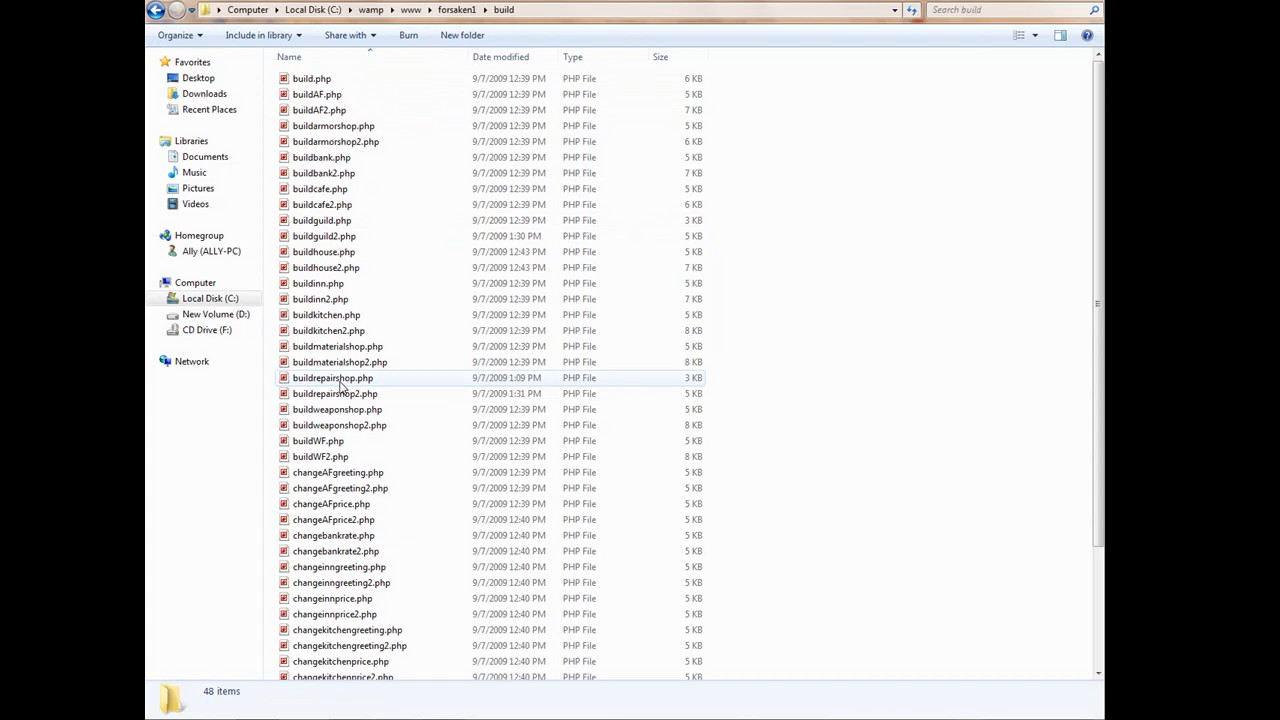 Computer Local Disk (C:) wamp www forsaken1 build Search build
Organize Include in library Share with Burn New folder
Name Date modified Type Size
Favorites
Desktop
Downloads
Recent Places
Libraries
Documents
Music
Pictures
Videos
Homegroup
Ally (ALLY-PC)
Computer
Local Disk (C:)
New Volume (D:)
CD Drive (F:)
Network
build.php 9/7/2009 12:39 PM PHP File 6 KB
buildAF.php 9/7/2009 12:39 PM PHP File 5 KB
buildAF2.php 9/7/2009 12:39 PM PHP File 7 KB
buildarmorshop.php 9/7/2009 12:39 PM PHP File 5 KB
buildarmorshop2.php 9/7/2009 12:39 PM PHP File 6 KB
buildbank.php 9/7/2009 12:39 PM PHP File 5 KB
buildbank2.php 9/7/2009 12:39 PM PHP File 7 KB
buildcafe.php 9/7/2009 12:39 PM PHP File 5 KB
buildcafe2.php 9/7/2009 12:39 PM PHP File 6 KB
buildguild.php 9/7/2009 12:39 PM PHP File 3 KB
buildguild2.php 9/7/2009 1:30 PM PHP File 5 KB
buildhouse.php 9/7/2009 12:43 PM PHP File 5 KB
buildhouse2.php 9/7/2009 12:43 PM PHP File 7 KB
buildinn.php 9/7/2009 12:39 PM PHP File 5 KB
buildinn2.php 9/7/2009 12:39 PM PHP File 7 KB
buildkitchen.php 9/7/2009 12:39 PM PHP File 5 KB
buildkitchen2.php 9/7/2009 12:39 PM PHP File 8 KB
buildmaterialshop.php 9/7/2009 12:39 PM PHP File 5 KB
buildmaterialshop2.php 9/7/2009 12:39 PM PHP File 8 KB
buildrepairshop.php 9/7/2009 1:09 PM PHP File 3 KB
buildrepairshop2.php 9/7/2009 1:31 PM PHP File 5 KB
buildweaponshop.php 9/7/2009 12:39 PM PHP File 5 KB
buildweaponshop2.php 9/7/2009 12:39 PM PHP File 8 KB
buildWF.php 9/7/2009 12:39 PM PHP File 5 KB
buildWF2.php 9/7/2009 12:39 PM PHP File 8 KB
changeAFgreeting.php 9/7/2009 12:39 PM PHP File 5 KB
changeAFgreeting2.php 9/7/2009 12:39 PM PHP File 5 KB
changeAFprice.php 9/7/2009 12:39 PM PHP File 5 KB
changeAFprice2.php 9/7/2009 12:40 PM PHP File 5 KB
changebankrate.php 9/7/2009 12:40 PM PHP File 5 KB
changebankrate2.php 9/7/2009 12:40 PM PHP File 5 KB
changeinngreeting.php 9/7/2009 12:40 PM PHP File 5 KB
changeinngreeting2.php 9/7/2009 12:40 PM PHP File 5 KB
changeinnprice.php 9/7/2009 12:40 PM PHP File 5 KB
changeinnprice2.php 9/7/2009 12:40 PM PHP File 5 KB
changekitchengreeting.php 9/7/2009 12:40 PM PHP File 5 KB
changekitchengreeting2.php 9/7/2009 12:40 PM PHP File 5 KB
changekitchenprice.php 9/7/2009 12:40 PM PHP File 5 KB
changekitchenprice2.php 9/7/2009 12:40 PM PHP File 5 KB
48 items